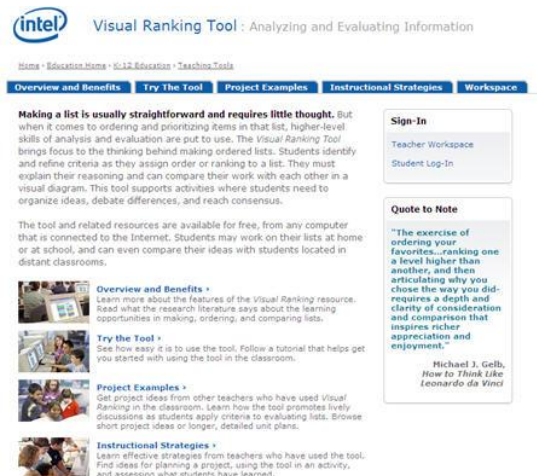 intel
Visual Ranking Tool : Analyzing and Evaluating Information
Home › Education Home › K-12 Education › Teaching Tools
Overview and Benefits
Try The Tool
Project Examples
Instructional Strategies
Workspace
Making a list is usually straightforward and requires little thought. But
when it comes to ordering and prioritizing items in that list, higher-level
skills of analysis and evaluation are put to use. The Visual Ranking Tool
brings focus to the thinking behind making ordered lists. Students identify
and refine criteria as they assign order or ranking to a list. They must
explain their reasoning and can compare their work with each other in a
visual diagram. This tool supports activities where students need to
organize ideas, debate differences, and reach consensus.
The tool and related resources are available for free, from any computer
that is connected to the Internet. Students may work on their lists at home
or at school, and can even compare their ideas with students located in
distant classrooms.
Overview and Benefits ›
Learn more about the features of the Visual Ranking resource.
Read what the research literature says about the learning
opportunities in making, ordering, and comparing lists.
Try the Tool ›
See how easy it is to use the tool. Follow a tutorial that helps get
you started with using the tool in the classroom.
Project Examples ›
Get project ideas from other teachers who have used Visual
Ranking in the classroom. Learn how the tool promotes lively
discussions as students apply criteria to evaluating lists. Browse
short project ideas or longer, detailed unit plans.
Instructional Strategies ›
Learn effective strategies from teachers who have used the tool.
Find ideas for planning a project, using the tool in an activity,
and assessing what students have learned.
Sign-In
Teacher Workspace
Student Log-In
Quote to Note
"The exercise of
ordering your
favorites...ranking one
a level higher than
another, and then
articulating why you
chose the way you did-
requires a depth and
clarity of consideration
and comparison that
inspires richer
appreciation and
enjoyment."
Michael J. Gelb,
How to Think Like
Leonardo da Vinci